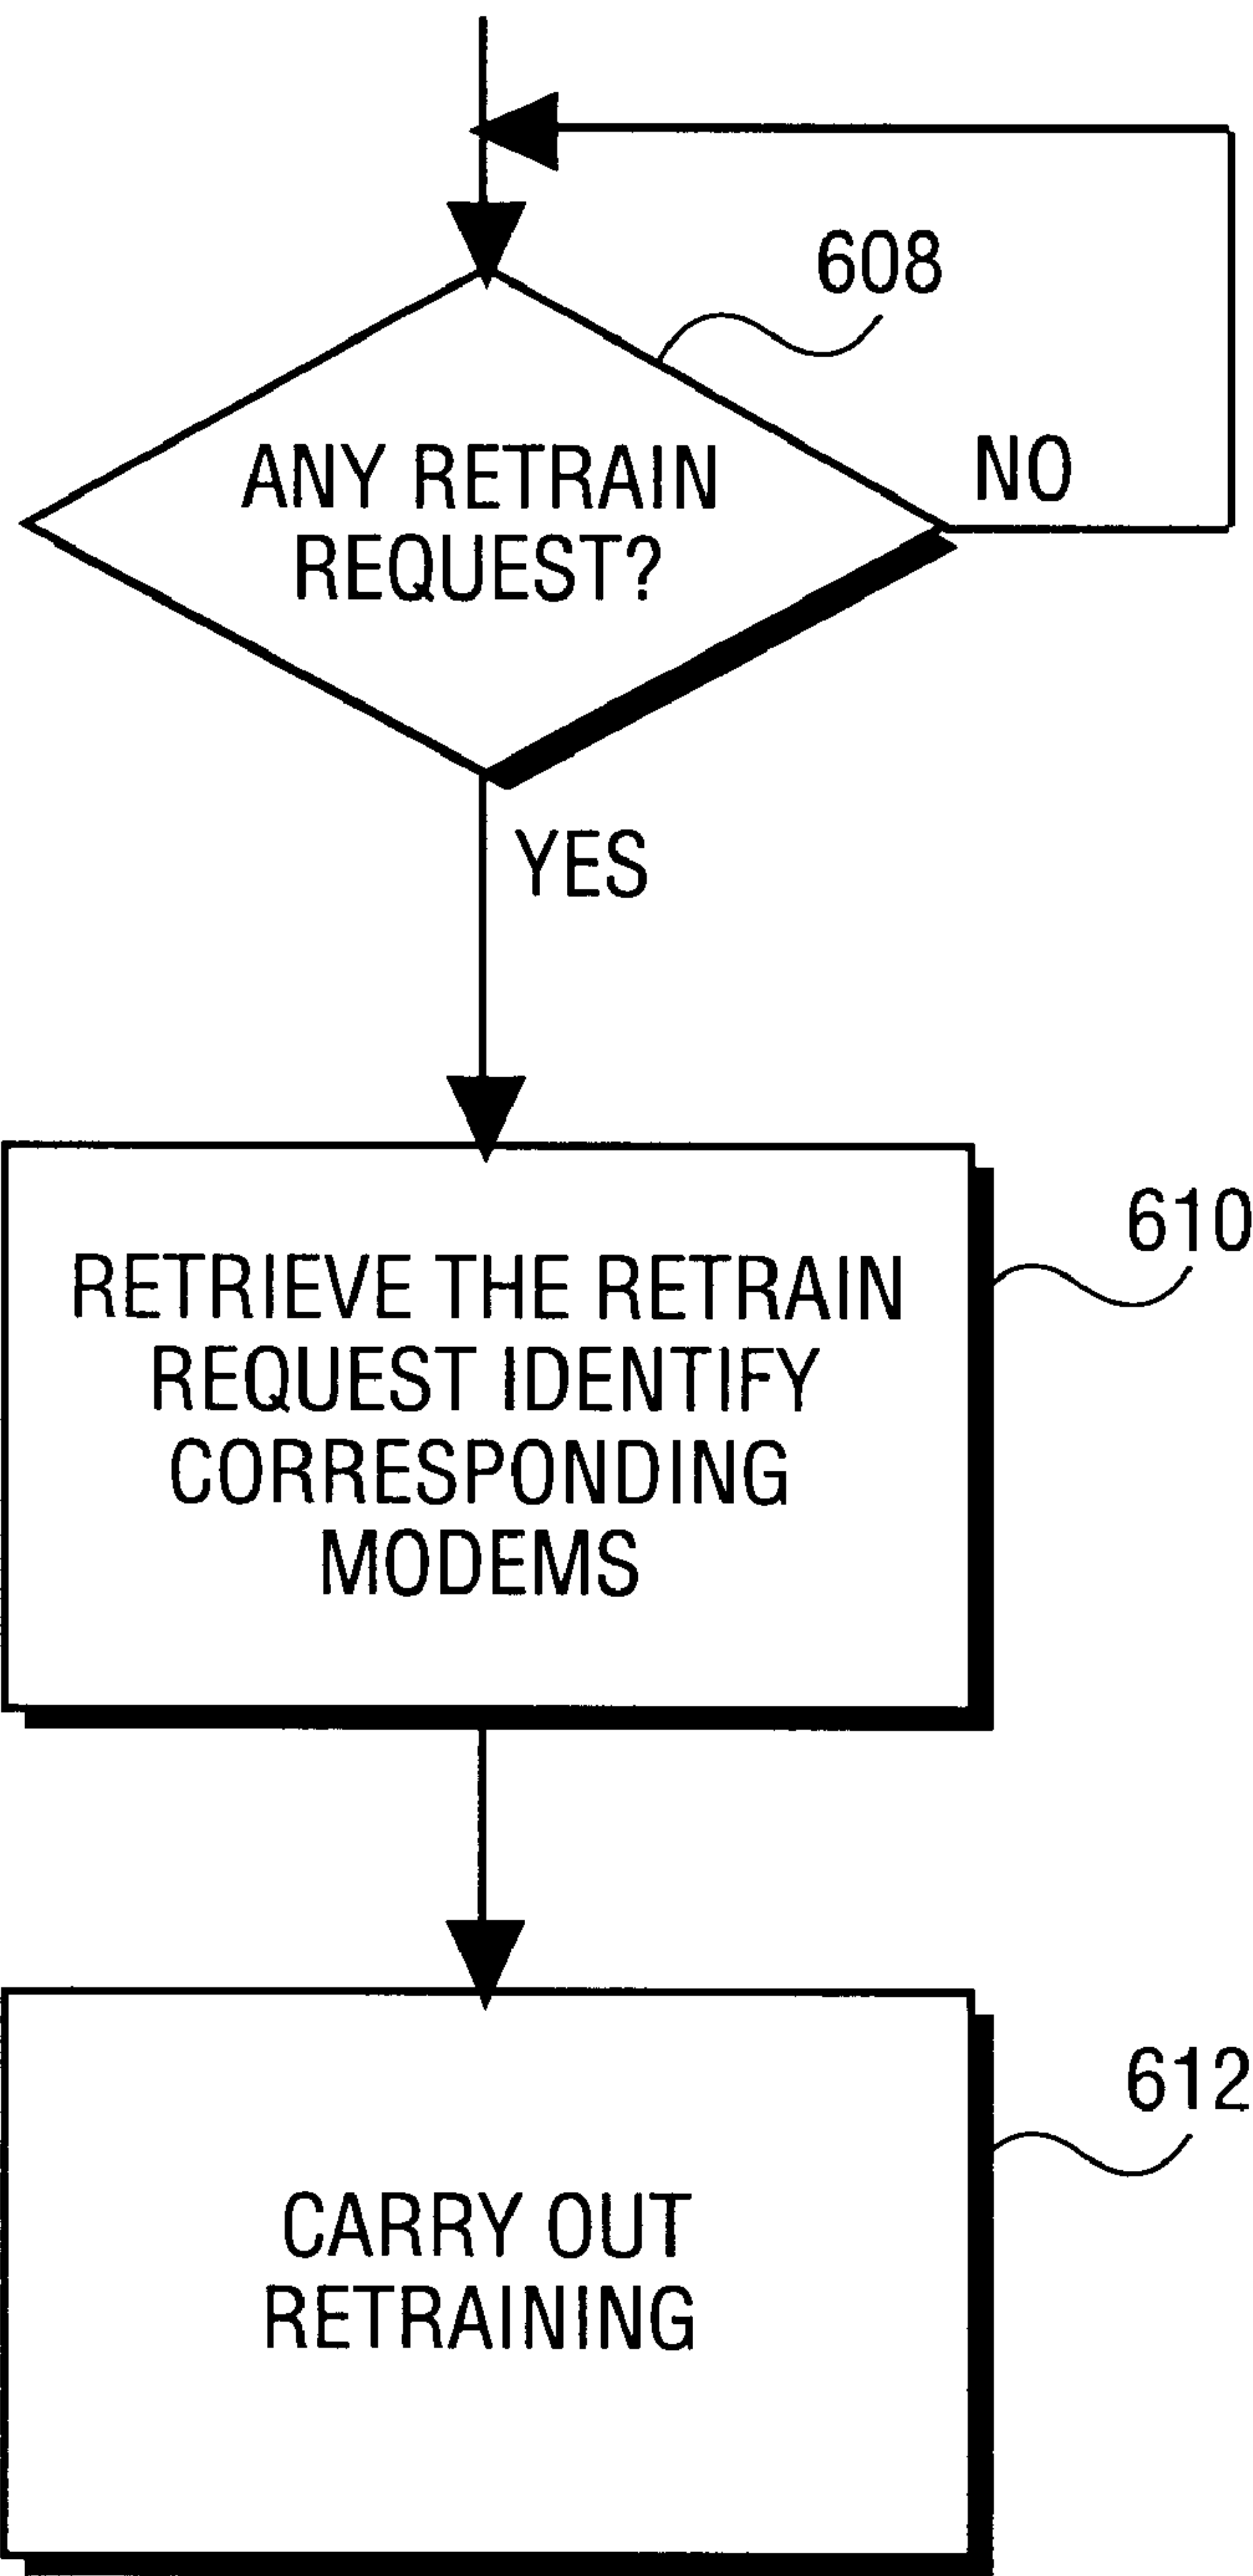 608
ANY RETRAIN
REQUEST?
NO
YES
610
RETRIEVE THE RETRAIN
REQUEST IDENTIFY
CORRESPONDING
MODEMS
612
CARRY OUT
RETRAINING